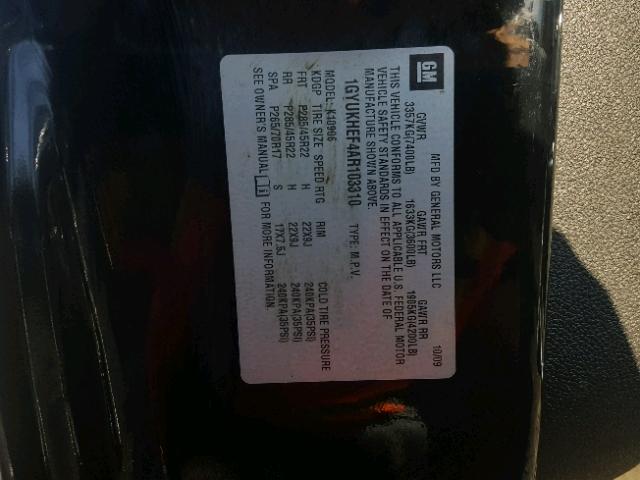 GM
MFD BY GENERAL MOTORS LLC 10/09
GVWR GAWR FRT GAWR RR
3357KG(7400LB) 1633KG(3600LB) 1905KG(4200LB)
THIS VEHICLE CONFORMS TO ALL APPLICABLE U.S. FEDERAL MOTOR
VEHICLE SAFETY STANDARDS IN EFFECT ON THE DATE OF
MANUFACTURE SHOWN ABOVE.
1GYUKHEF4AR103310 TYPE: M.P.V.
MODEL: K10906
KDGP TIRE SIZE SPEED RTG RIM COLD TIRE PRESSURE
FRT P285/45R22 H 22X9J 240KPA(35PSI)
RR P285/45R22 H 22X9J 240KPA(35PSI)
SPA P265/70R17 S 17X7.5J 240KPA(35PSI)
SEE OWNER'S MANUAL FOR MORE INFORMATION.